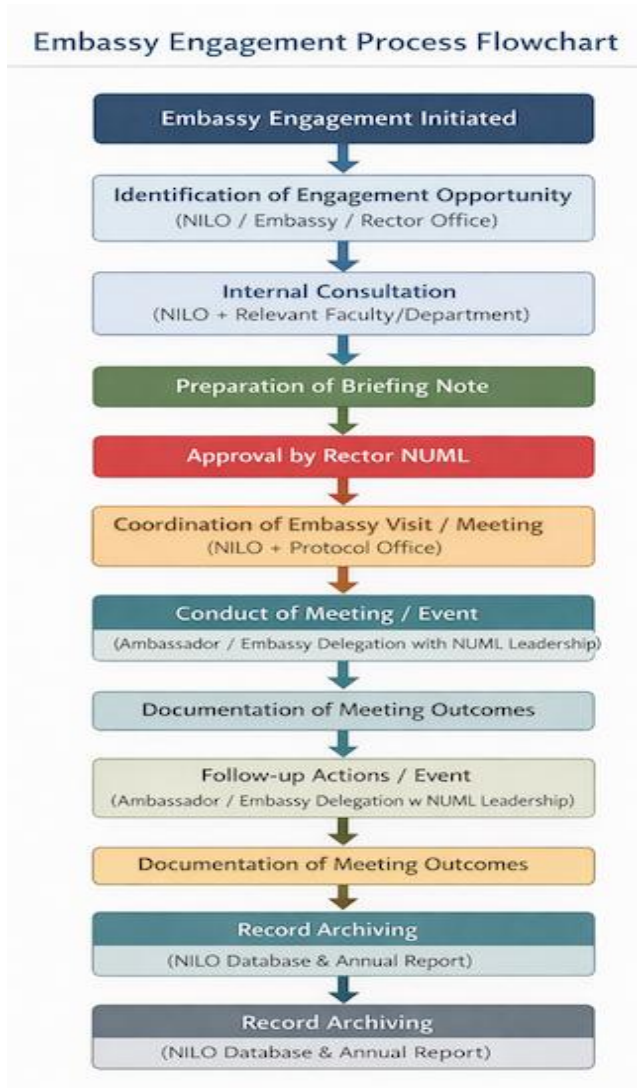 Embassy Engagement Process Flowchart
Embassy Engagement Initiated
Identification of Engagement Opportunity
(NILO / Embassy / Rector Office)
Internal Consultation
(NILO + Relevant Faculty/Department)
Preparation of Briefing Note
Approval by Rector NUML
Coordination of Embassy Visit / Meeting
(NILO + Protocol Office)
Conduct of Meeting / Event
(Ambassador / Embassy Delegation with NUML Leadership)
Documentation of Meeting Outcomes
Follow-up Actions / Event
(Ambassador / Embassy Delegation w NUML Leadership)
Documentation of Meeting Outcomes
Record Archiving
(NILO Database & Annual Report)
Record Archiving
(NILO Database & Annual Report)